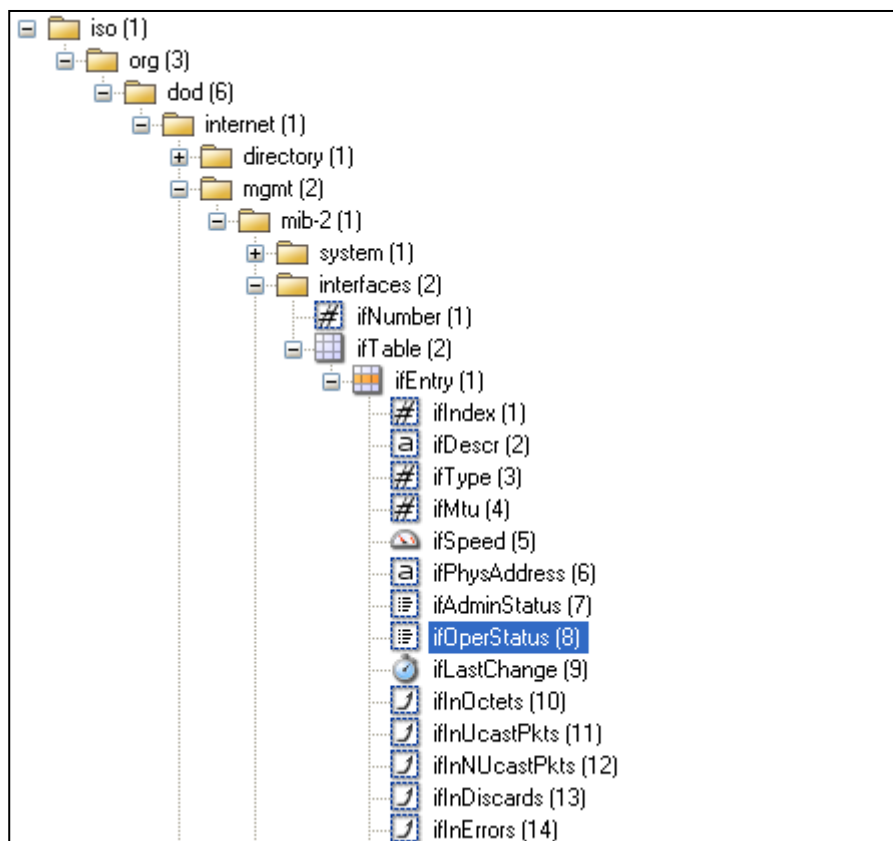 iso (1)
org (3)
dod (6)
internet (1)
directory (1)
mgmt (2)
mib-2 (1)
system (1)
interfaces (2)
ifNumber (1)
ifTable (2)
ifEntry (1)
ifIndex (1)
ifDescr (2)
ifType (3)
ifMtu (4)
ifSpeed (5)
ifPhysAddress (6)
ifAdminStatus (7)
ifOperStatus (8)
ifLastChange (9)
ifInOctets (10)
ifInUcastPkts (11)
ifInNUcastPkts (12)
ifInDiscards (13)
ifInErrors (14)